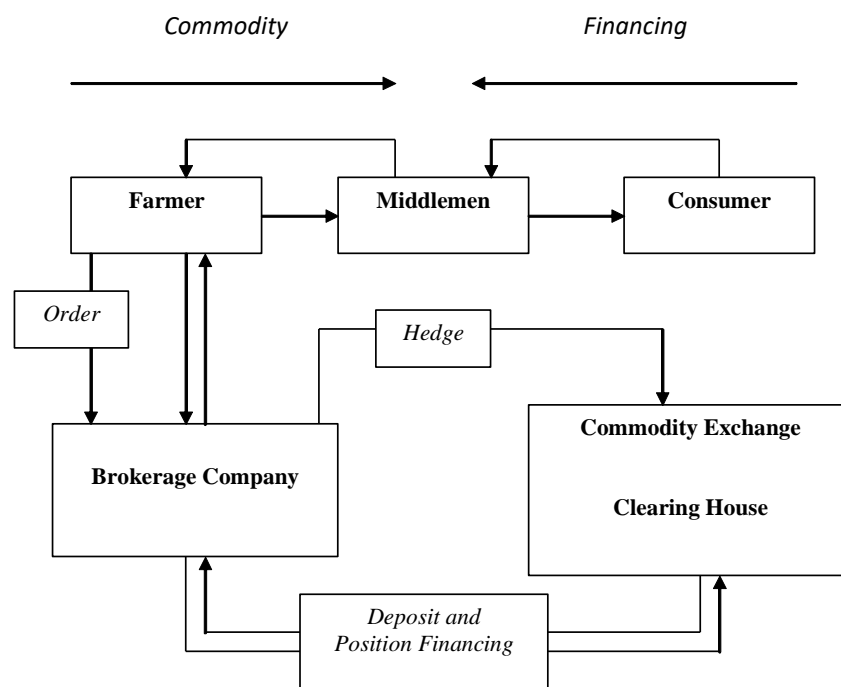 Commodity
Financing
Farmer
Middlemen
Consumer
Order
Hedge
Brokerage Company
Commodity Exchange
Clearing House
Deposit and
Position Financing